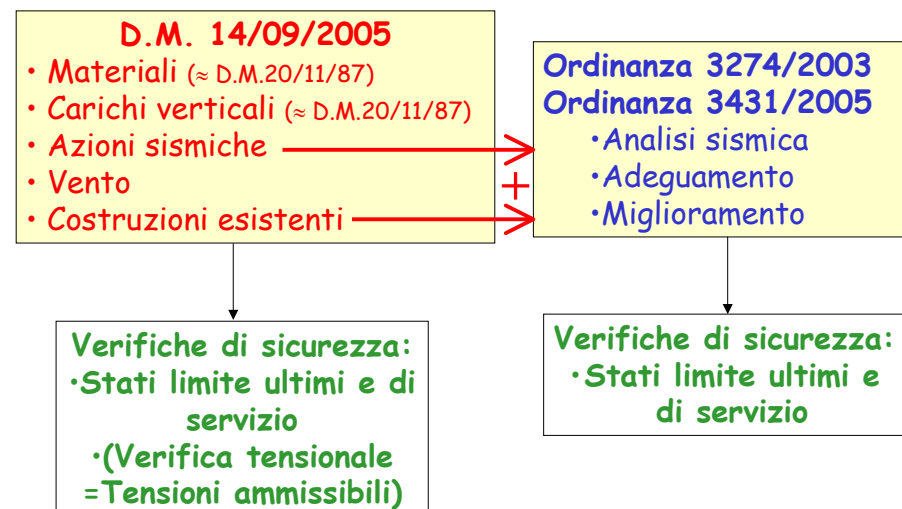 D.M. 14/09/2005
• Materiali (≈ D.M.20/11/87)
• Carichi verticali (≈ D.M.20/11/87)
• Azioni sismiche
• Vento
• Costruzioni esistenti
+
Ordinanza 3274/2003
Ordinanza 3431/2005
•Analisi sismica
•Adeguamento
•Miglioramento
Verifiche di sicurezza:
•Stati limite ultimi e di
servizio
•(Verifica tensionale
=Tensioni ammissibili)
Verifiche di sicurezza:
•Stati limite ultimi e
di servizio